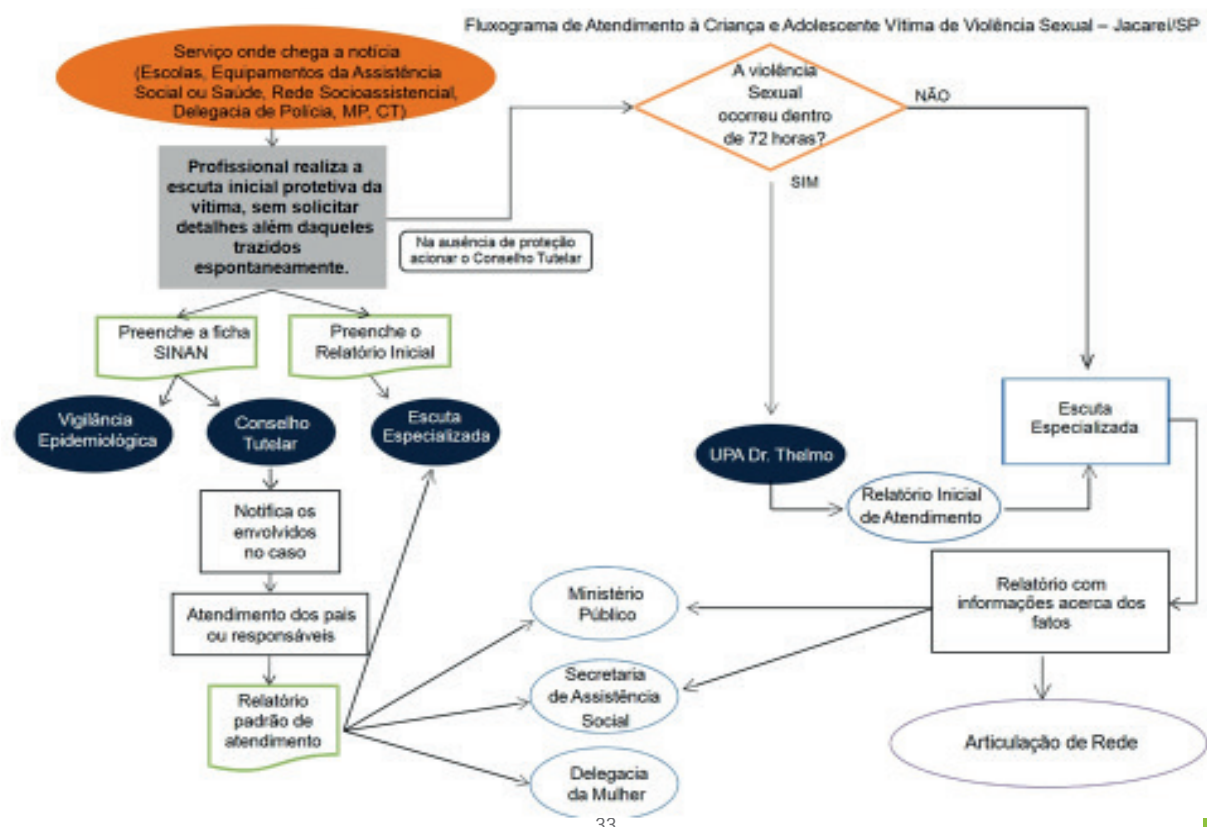 Fluxograma de Atendimento à Criança e Adolescente Vítima de Violência Sexual – Jacareí/SP
Serviço onde chega a notícia
(Escolas, Equipamentos da Assistência
Social ou Saúde, Rede Socioassistencial,
Delegacia de Polícia, MP, CT)
Profissional realiza a
escuta inicial protetiva da
vítima, sem solicitar
detalhes além daqueles
trazidos
espontaneamente.
Na ausência de proteção
acionar o Conselho Tutelar
A violência
Sexual
ocorreu dentro
de 72 horas?
NÃO
SIM
Preenche a ficha
SINAN
Preenche o
Relatório Inicial
Vigilância
Epidemiológica
Conselho
Tutelar
Escuta
Especializada
Notifica os
envolvidos
no caso
Atendimento dos pais
ou responsáveis
Relatório
padrão de
atendimento
UPA Dr. Thelmo
Relatório Inicial
de Atendimento
Escuta
Especializada
Relatório com
informações acerca dos
fatos
Ministério
Público
Secretaria
de Assistência
Social
Delegacia
da Mulher
Articulação de Rede
33